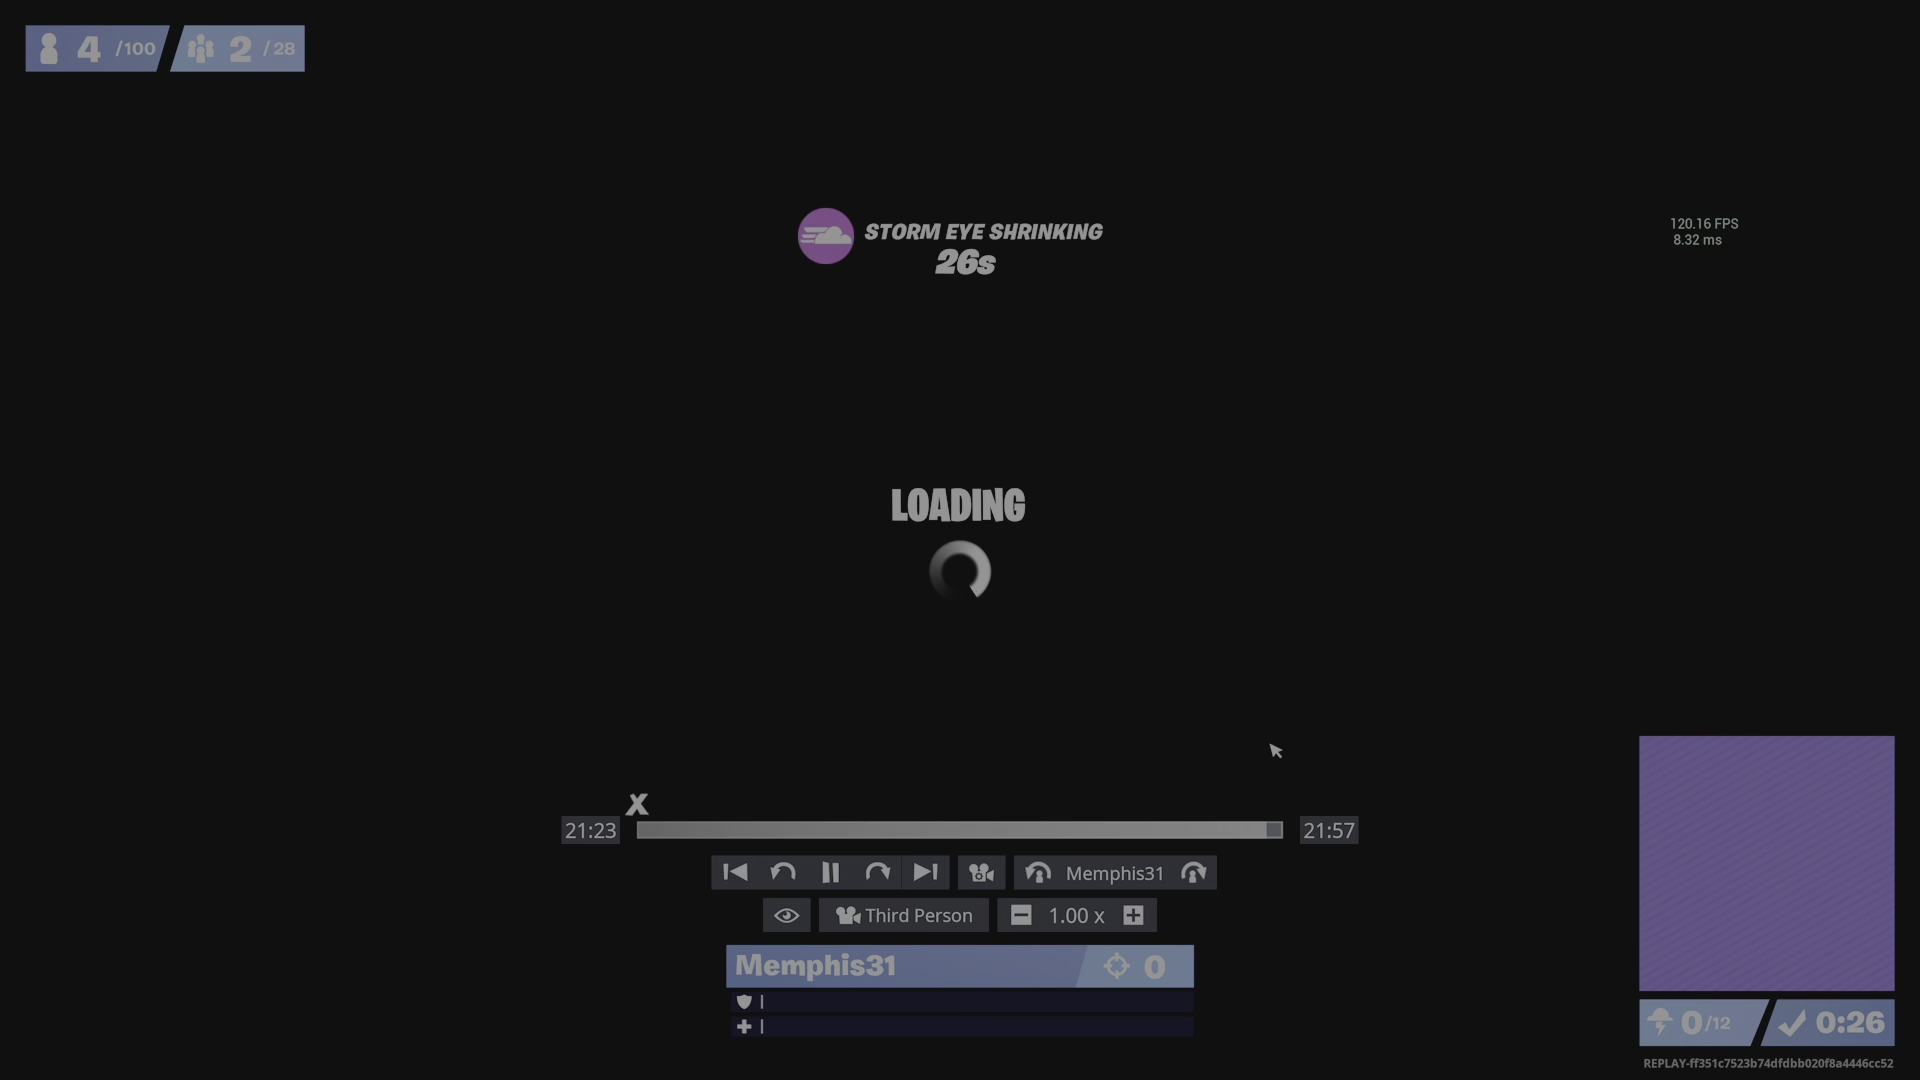 4 /100 2 /28
STORM EYE SHRINKING
26s
120.16 FPS
8.32 ms
LOADING
X
21:23 21:57
Memphis31
Third Person 1.00 x
Memphis31 0
0/12 0:26
REPLAY-ff351c7523b74dfdbb020f8a4446cc52